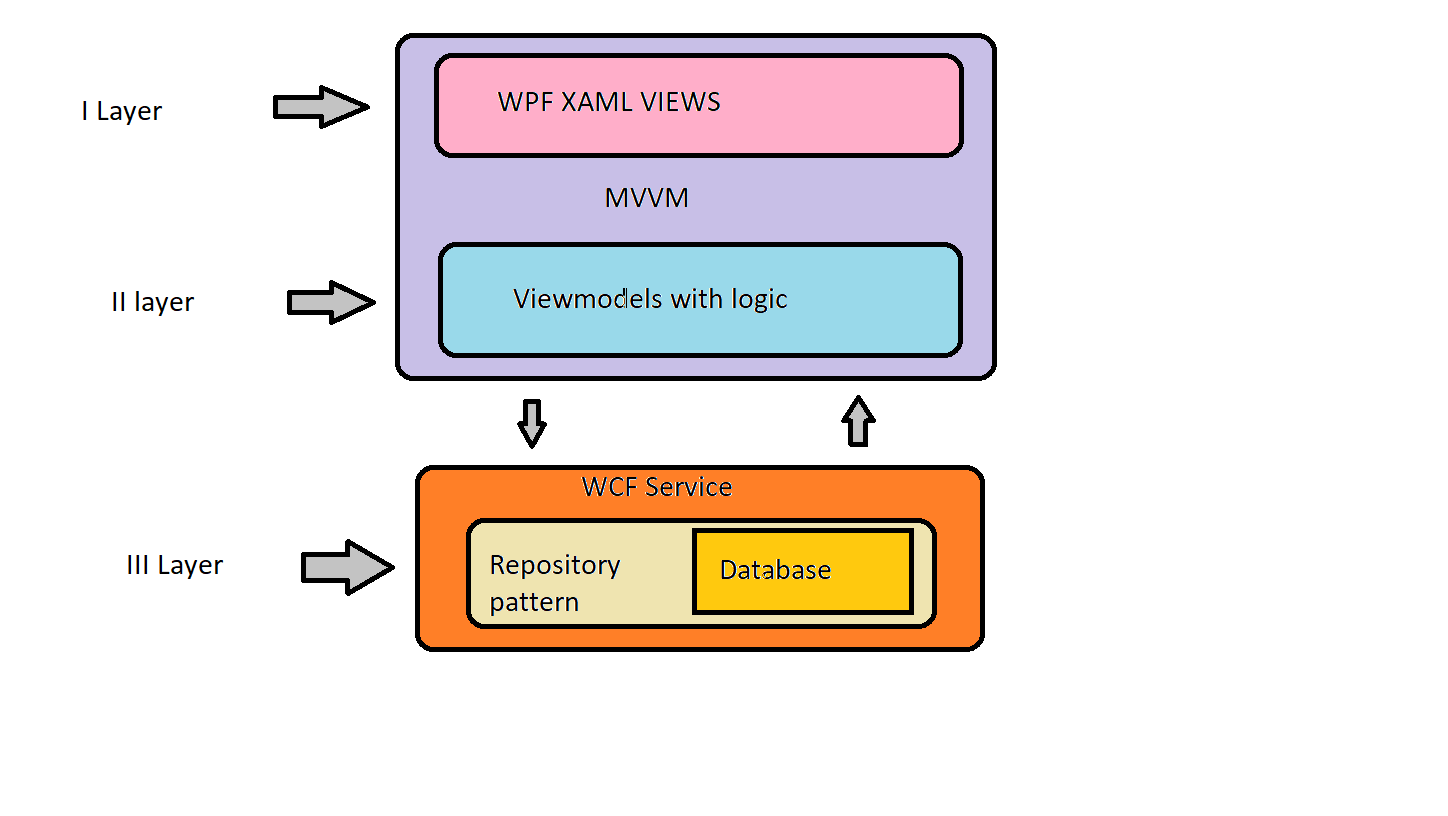 I Layer
WPF XAML VIEWS
MVVM
II layer
Viewmodels with logic
WCF Service
III Layer
Repository
pattern
Database